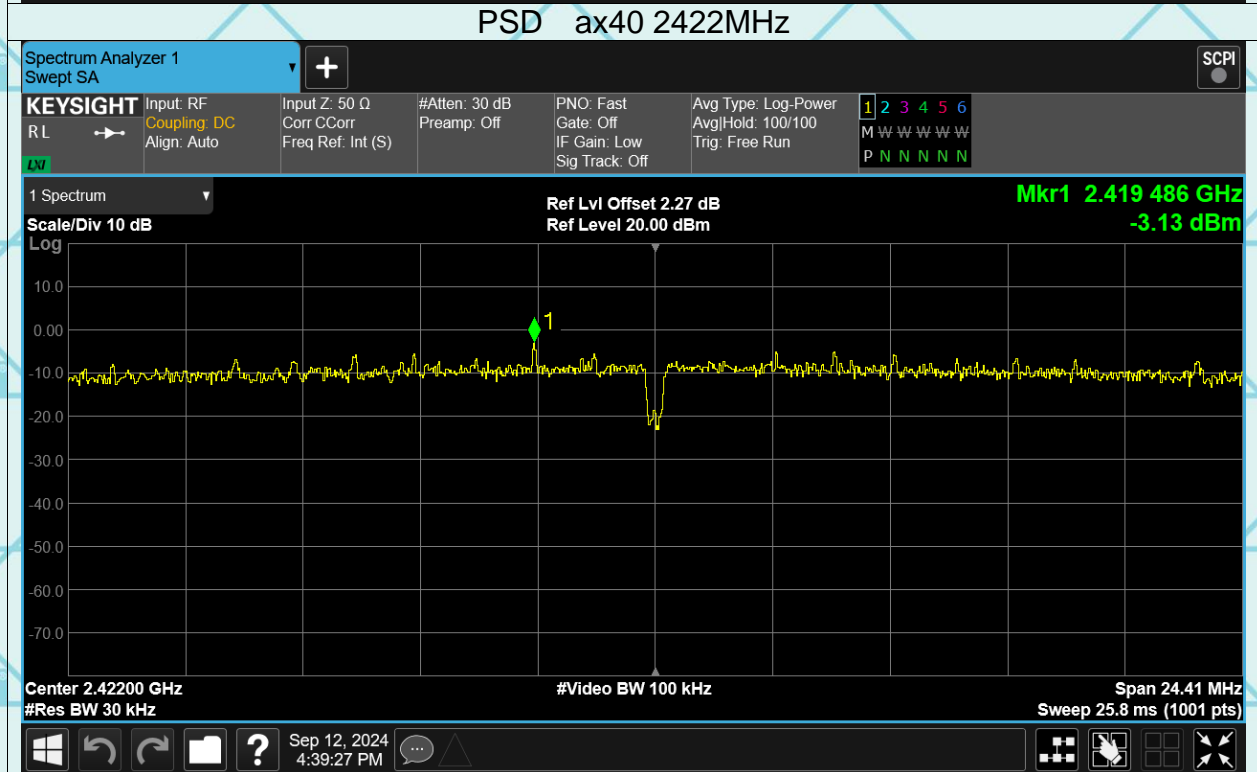 PSD ax40 2422MHz
Spectrum Analyzer 1
Swept SA
+
SCPI
KEYSIGHT
RL
LXI
Input: RF
Coupling: DC
Align: Auto
Input Z: 50 Ω
Corr CCorr
Freq Ref: Int (S)
#Atten: 30 dB
Preamp: Off
PNO: Fast
Gate: Off
IF Gain: Low
Sig Track: Off
Avg Type: Log-Power
Avg|Hold: 100/100
Trig: Free Run
1 2 3 4 5 6
M W W W W W
P N N N N N
1 Spectrum
Scale/Div 10 dB
Ref Lvl Offset 2.27 dB
Ref Level 20.00 dBm
Mkr1 2.419 486 GHz
-3.13 dBm
Log
10.0
0.00
-10.0
-20.0
-30.0
-40.0
-50.0
-60.0
-70.0
1
Center 2.42200 GHz
#Res BW 30 kHz
#Video BW 100 kHz
Span 24.41 MHz
Sweep 25.8 ms (1001 pts)
?
Sep 12, 2024
4:39:27 PM